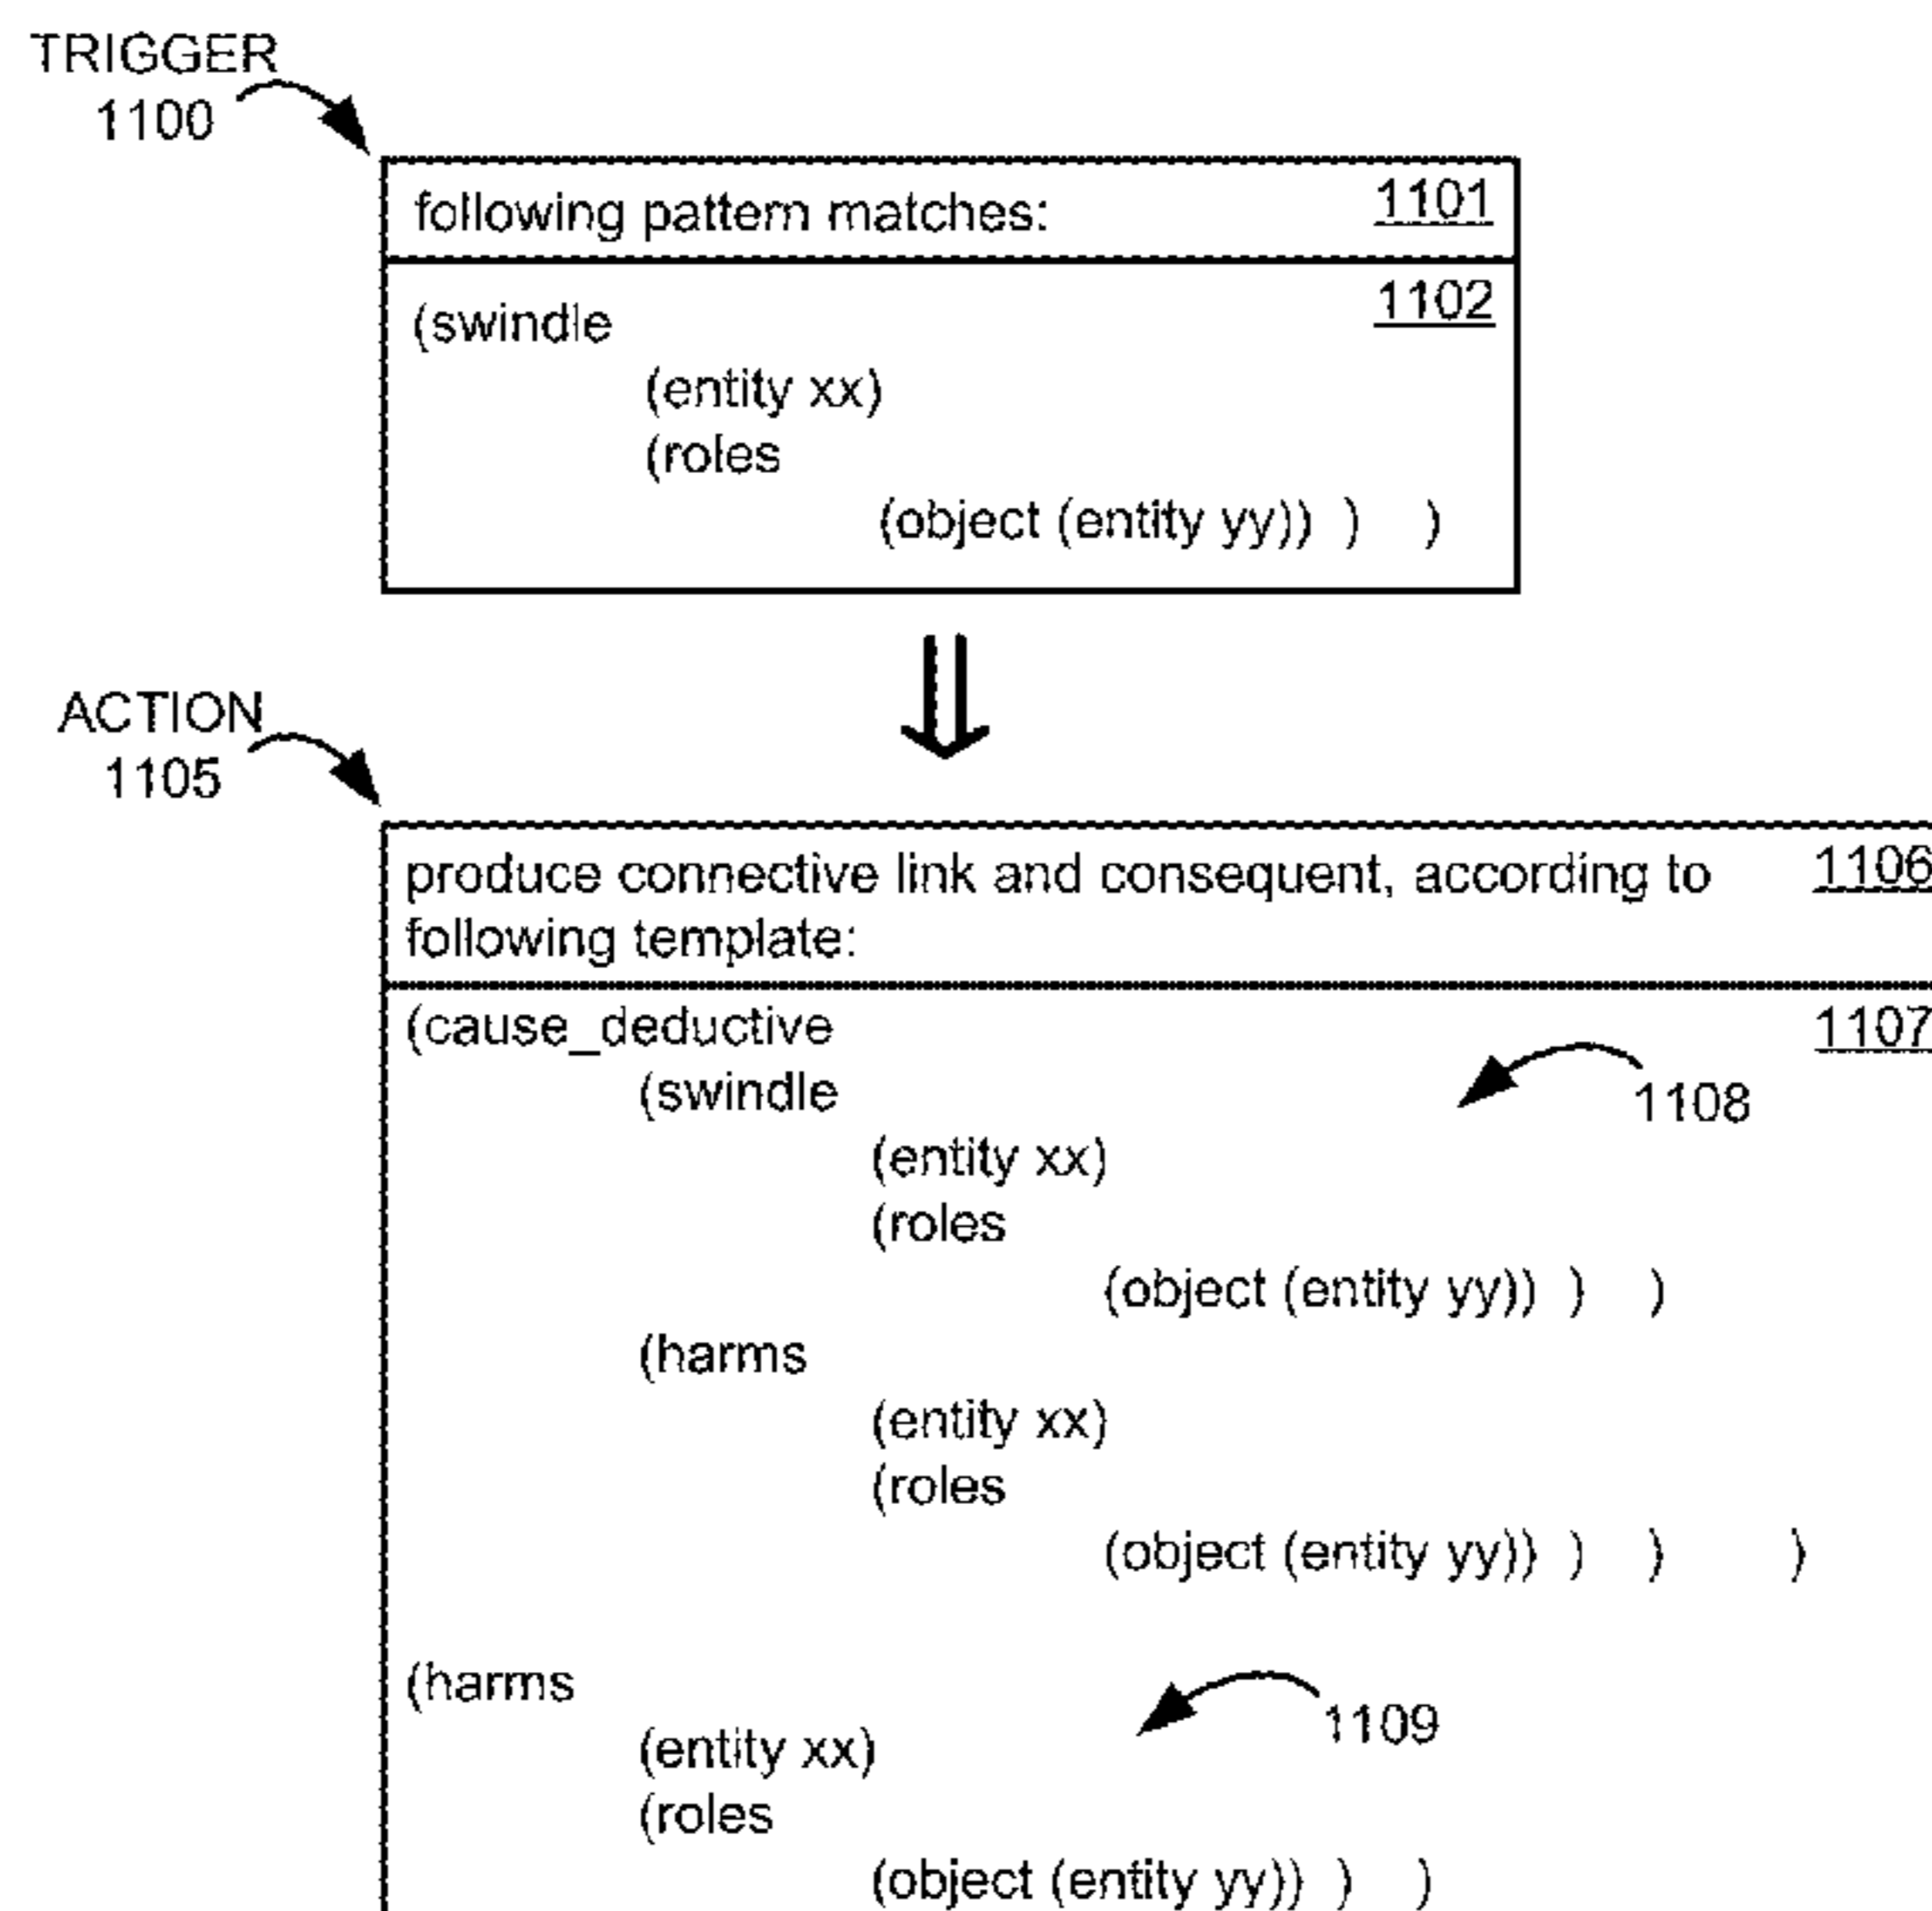 TRIGGER
1100
following pattern matches: 1101
(swindle 1102
(entity xx)
(roles
(object (entity yy)) ) )
ACTION
1105
produce connective link and consequent, according to 1106
following template:
(cause_deductive 1107
(swindle 1108
(entity xx)
(roles
(object (entity yy)) ) )
(harms
(entity xx)
(roles
(object (entity yy)) ) ) )
(harms
1109
(entity xx)
(roles
(object (entity yy)) ) )